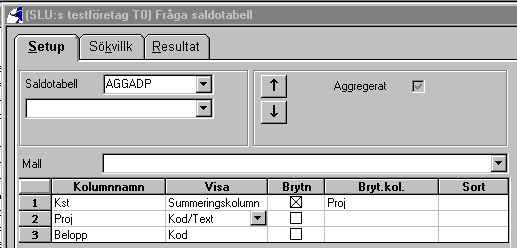 (SLU:s testföretag T0) Fråga saldotabell
Setup Sökvillk Resultat
Saldotabell AGGADP
Aggregerat
Mall
Kolumnnamn Visa Brytn Bryt.kol. Sort
1 Kst Summeringskolumn Proj
2 Proj Kod/Text
3 Belopp Kod